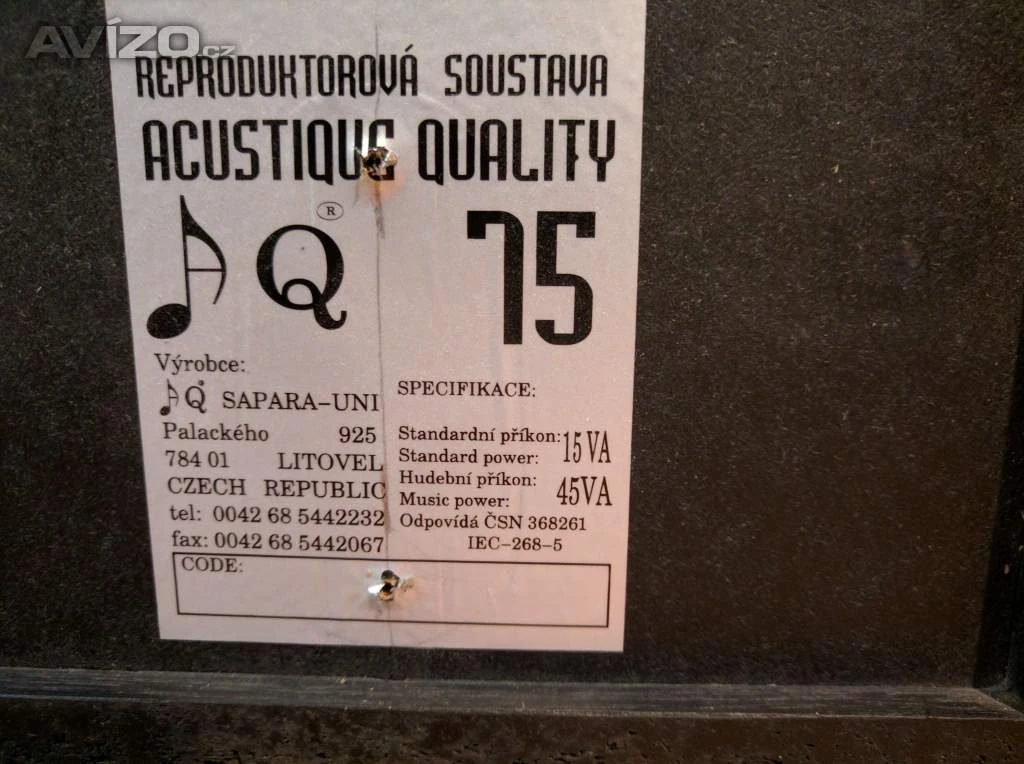 AVÍZO.cz
REPRODUKTOROVÁ SOUSTAVA
ACUSTIQUE QUALITY
AQ® 75
Výrobce:
AQ® SAPARA-UNI
Palackého 925
784 01 LITOVEL
CZECH REPUBLIC
tel: 0042 68 5442232
fax: 0042 68 5442067
SPECIFIKACE:
Standardní příkon: 15 VA
Standard power:
Hudební příkon: 45VA
Music power:
Odpovídá ČSN 368261
IEC-268-5
CODE: